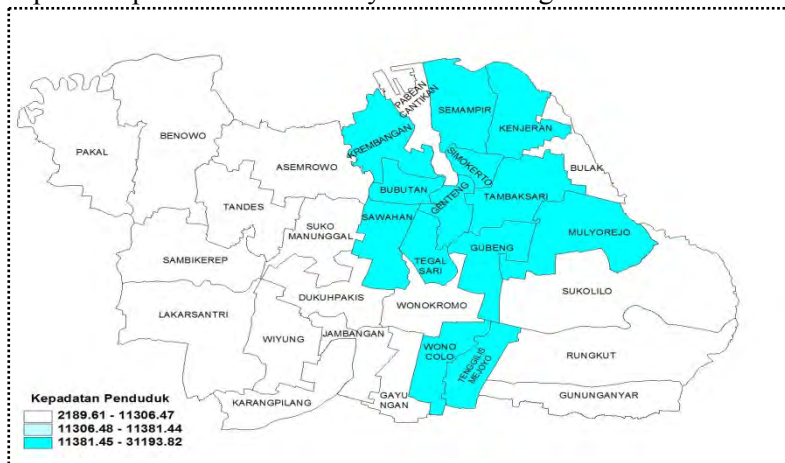 PABEAN
CANTIKAN
SEMAMPIR
KENJERAN
KREMBANGAN
PAKAL
BENOWO
ASEMROWO
SIMOKERTO
BULAK
BUBUTAN
GENTENG
TAMBAKSARI
TANDES
SUKO
MANUNGGAL
SAWAHAN
MULYOREJO
GUBENG
TEGAL
SARI
SAMBIKEREP
SUKOLILO
DUKUHPAKIS
WONOKROMO
LAKARSANTRI
WIYUNG
JAMBANGAN
WONO
COLO
TENGGILIS
MEJOYO
RUNGKUT
GAYU
NGAN
GUNUNGANYAR
KARANGPILANG
Kepadatan Penduduk
2189.61 - 11306.47
11306.48 - 11381.44
11381.45 - 31193.82